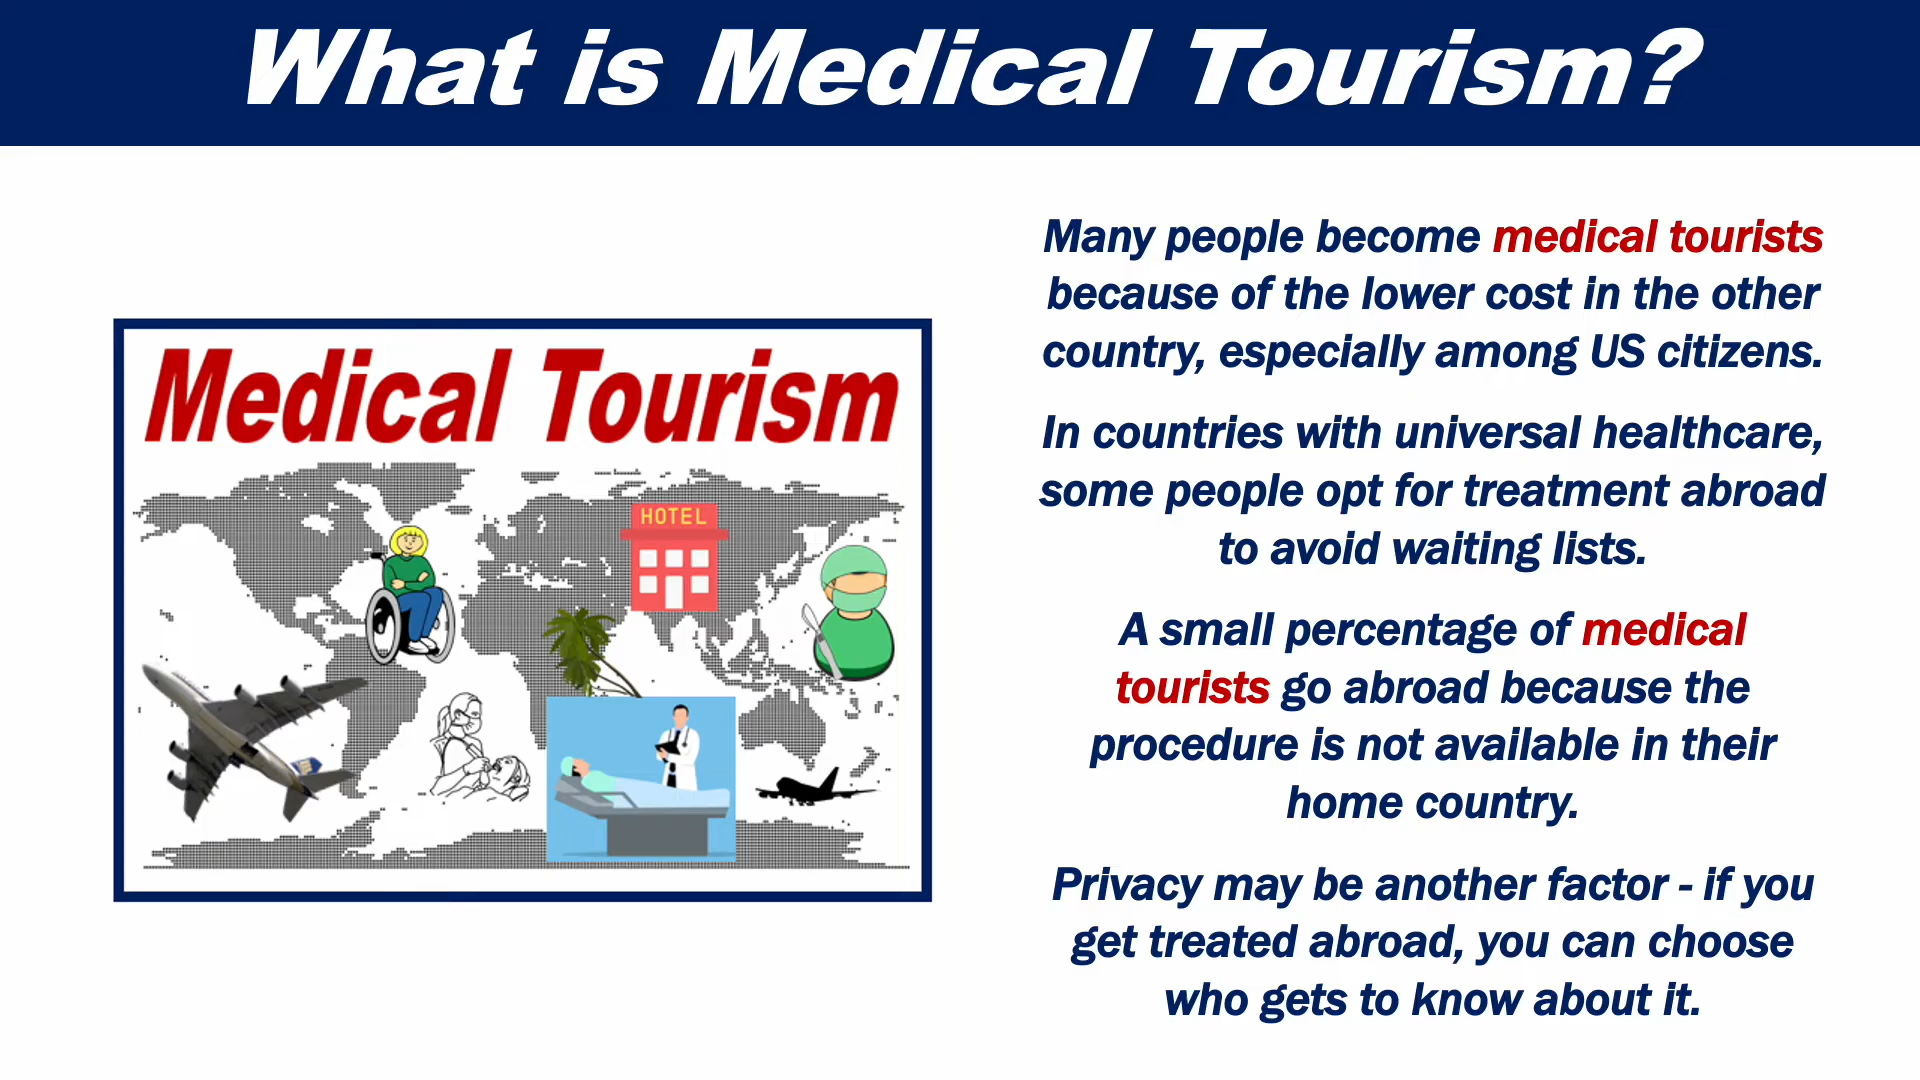 What is Medical Tourism?
Medical Tourism
HOTEL
Many people become medical tourists
because of the lower cost in the other
country, especially among US citizens.
In countries with universal healthcare,
some people opt for treatment abroad
to avoid waiting lists.
A small percentage of medical
tourists go abroad because the
procedure is not available in their
home country.
Privacy may be another factor - if you
get treated abroad, you can choose
who gets to know about it.